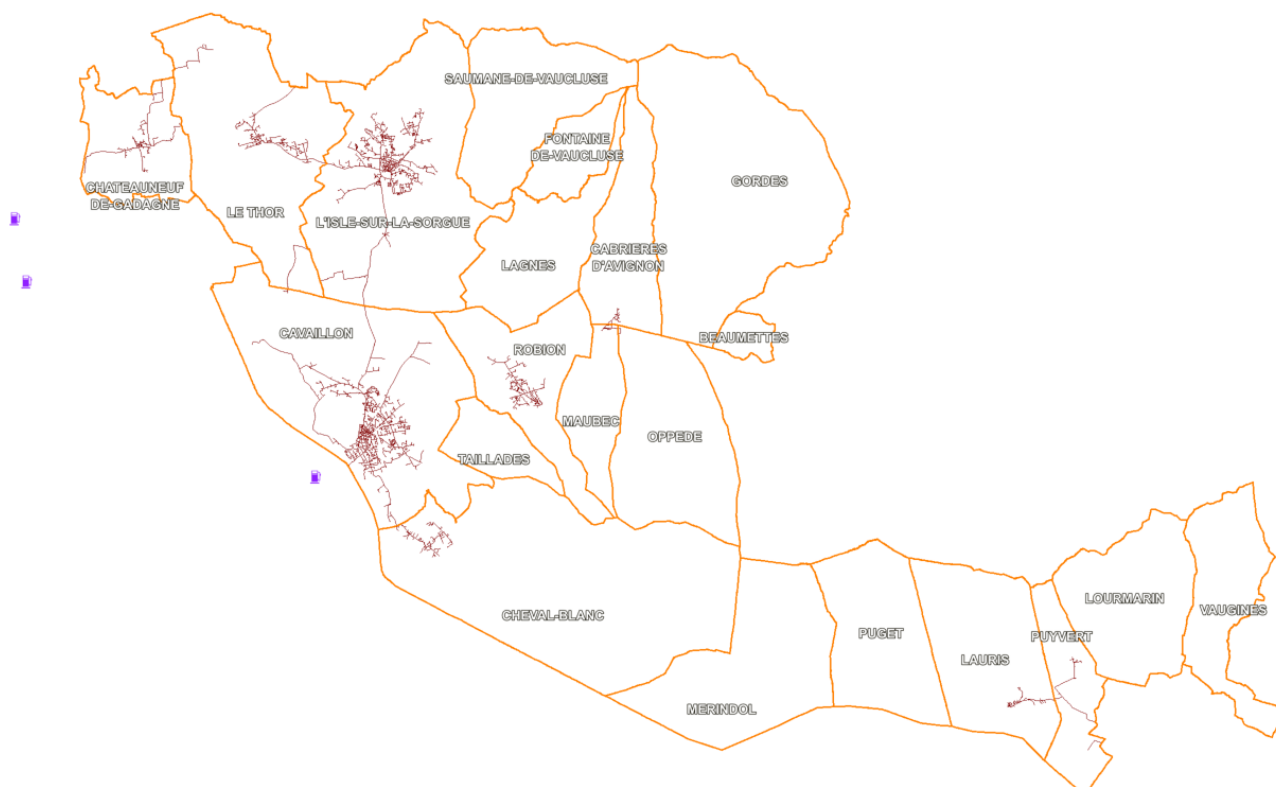 SAUMANE-DE-VAUCLUSE
FONTAINE
DE-VAUCLUSE
GORDES
CHATEAUNEUF
DE-GADAGNE
LE THOR
L'ISLE-SUR-LA-SORGUE
CABRIERES
D'AVIGNON
LAGNES
CAVAILLON
ROBION
BEAUMETTES
MAUBEC
OPPEDE
TAILLADES
CHEVAL-BLANC
LOURMARIN
VAUGINES
PUGET
PUYVERT
LAURIS
MERINDOL